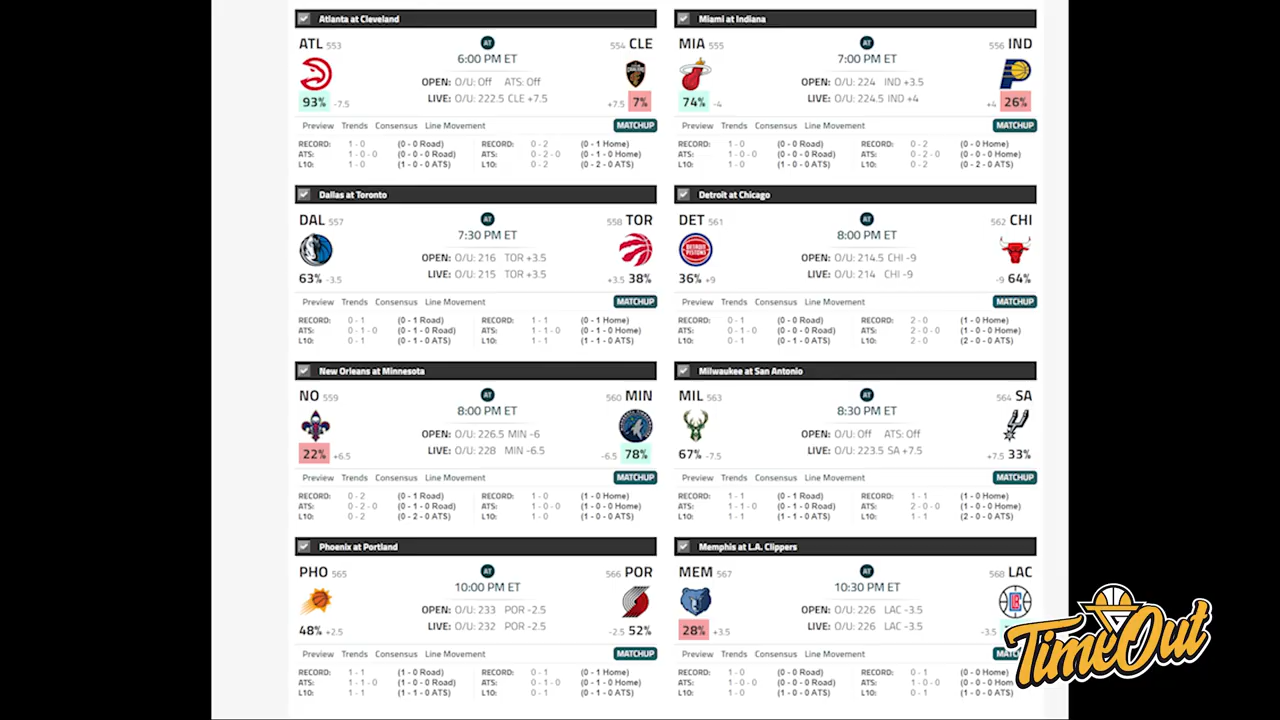 Atlanta at Cleveland
ATL 553 AT 554 CLE
6:00 PM ET
OPEN: O/U: Off ATS: Off
LIVE: O/U: 222.5 CLE +7.5
93% -7.5 +7.5 7%
Preview Trends Consensus Line Movement MATCHUP
RECORD: 1 - 0 (0 - 0 Road) RECORD: 0 - 2 (0 - 1 Home)
ATS: 1 - 0 - 0 (0 - 0 - 0 Road) ATS: 0 - 2 - 0 (0 - 1 - 0 Home)
L10: 1 - 0 (1 - 0 - 0 ATS) L10: 0 - 2 (0 - 2 - 0 ATS)
Miami at Indiana
MIA 555 AT 556 IND
7:00 PM ET
OPEN: O/U: 224 IND +3.5
LIVE: O/U: 224.5 IND +4
74% -4 +4 26%
Preview Trends Consensus Line Movement MATCHUP
RECORD: 1 - 0 (0 - 0 Road) RECORD: 0 - 2 (0 - 0 Home)
ATS: 1 - 0 - 0 (0 - 0 - 0 Road) ATS: 0 - 2 - 0 (0 - 0 - 0 Home)
L10: 1 - 0 (1 - 0 - 0 ATS) L10: 0 - 2 (0 - 2 - 0 ATS)
Dallas at Toronto
DAL 557 AT 558 TOR
7:30 PM ET
OPEN: O/U: 216 TOR +3.5
LIVE: O/U: 215 TOR +3.5
63% -3.5 +3.5 38%
Preview Trends Consensus Line Movement MATCHUP
RECORD: 0 - 1 (0 - 1 Road) RECORD: 1 - 1 (0 - 1 Home)
ATS: 0 - 1 - 0 (0 - 1 - 0 Road) ATS: 1 - 1 - 0 (0 - 1 - 0 Home)
L10: 0 - 1 (0 - 1 - 0 ATS) L10: 1 - 1 (1 - 1 - 0 ATS)
Detroit at Chicago
DET 561 AT 562 CHI
8:00 PM ET
OPEN: O/U: 214.5 CHI -9
LIVE: O/U: 214 CHI -9
36% +9 -9 64%
Preview Trends Consensus Line Movement MATCHUP
RECORD: 0 - 1 (0 - 0 Road) RECORD: 2 - 0 (1 - 0 Home)
ATS: 0 - 1 - 0 (0 - 0 - 0 Road) ATS: 2 - 0 - 0 (1 - 0 - 0 Home)
L10: 0 - 1 (0 - 1 - 0 ATS) L10: 2 - 0 (2 - 0 - 0 ATS)
New Orleans at Minnesota
NO 559 AT 560 MIN
8:00 PM ET
OPEN: O/U: 226.5 MIN -6
LIVE: O/U: 228 MIN -6.5
22% +6.5 -6.5 78%
Preview Trends Consensus Line Movement MATCHUP
RECORD: 0 - 2 (0 - 1 Road) RECORD: 1 - 0 (1 - 0 Home)
ATS: 0 - 2 - 0 (0 - 1 - 0 Road) ATS: 1 - 0 - 0 (1 - 0 - 0 Home)
L10: 0 - 2 (0 - 2 - 0 ATS) L10: 1 - 0 (1 - 0 - 0 ATS)
Milwaukee at San Antonio
MIL 563 AT 564 SA
8:30 PM ET
OPEN: O/U: Off ATS: Off
LIVE: O/U: 223.5 SA +7.5
67% -7.5 +7.5 33%
Preview Trends Consensus Line Movement MATCHUP
RECORD: 1 - 1 (0 - 1 Road) RECORD: 1 - 1 (1 - 0 Home)
ATS: 1 - 1 - 0 (0 - 1 - 0 Road) ATS: 2 - 0 - 0 (1 - 0 - 0 Home)
L10: 1 - 1 (1 - 1 - 0 ATS) L10: 1 - 1 (2 - 0 - 0 ATS)
Phoenix at Portland
PHO 565 AT 566 POR
10:00 PM ET
OPEN: O/U: 233 POR -2.5
LIVE: O/U: 232 POR -2.5
48% +2.5 -2.5 52%
Preview Trends Consensus Line Movement MATCHUP
RECORD: 1 - 1 (1 - 0 Road) RECORD: 0 - 1 (0 - 1 Home)
ATS: 1 - 1 - 0 (1 - 0 - 0 Road) ATS: 0 - 1 - 0 (0 - 1 - 0 Home)
L10: 1 - 1 (1 - 1 - 0 ATS) L10: 0 - 1 (0 - 1 - 0 ATS)
Memphis at L.A. Clippers
MEM 567 AT 568 LAC
10:30 PM ET
OPEN: O/U: 226 LAC -3.5
LIVE: O/U: 226 LAC -3.5
28% +3.5 -3.5
Preview Trends Consensus Line Movement
RECORD: 1 - 0 (0 - 0 Road) RECORD: 0 - 1 (0 - 0
ATS: 1 - 0 - 0 (0 - 0 - 0 Road) ATS: 1 - 0 - 0 (0 - 0 - 0 Hom
L10: 1 - 0 (1 - 0 - 0 ATS) L10: 0 - 1 (1 - 0 - 0 ATS)
TimeOut